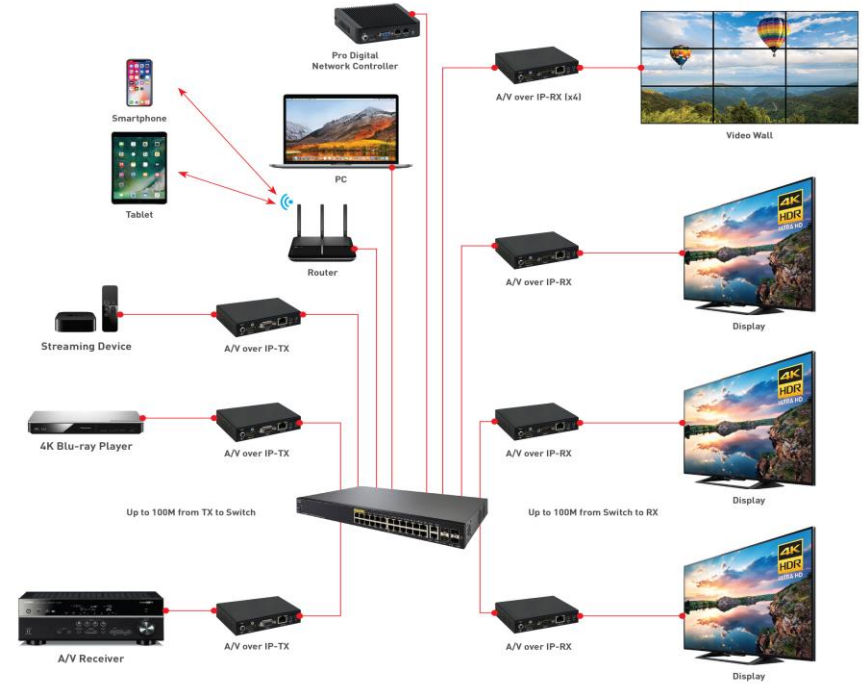 Pro Digital
Network Controller
A/V over IP-RX (x4)
Video Wall
Smartphone
PC
Tablet
Router
4K
HDR
ULTRA HD
A/V over IP-RX
Display
Streaming Device
A/V over IP-TX
4K
HDR
ULTRA HD
4K Blu-ray Player
A/V over IP-TX
A/V over IP-RX
Display
Up to 100M from TX to Switch
Up to 100M from Switch to RX
4K
HDR
ULTRA HD
A/V Receiver
A/V over IP-TX
A/V over IP-RX
Display